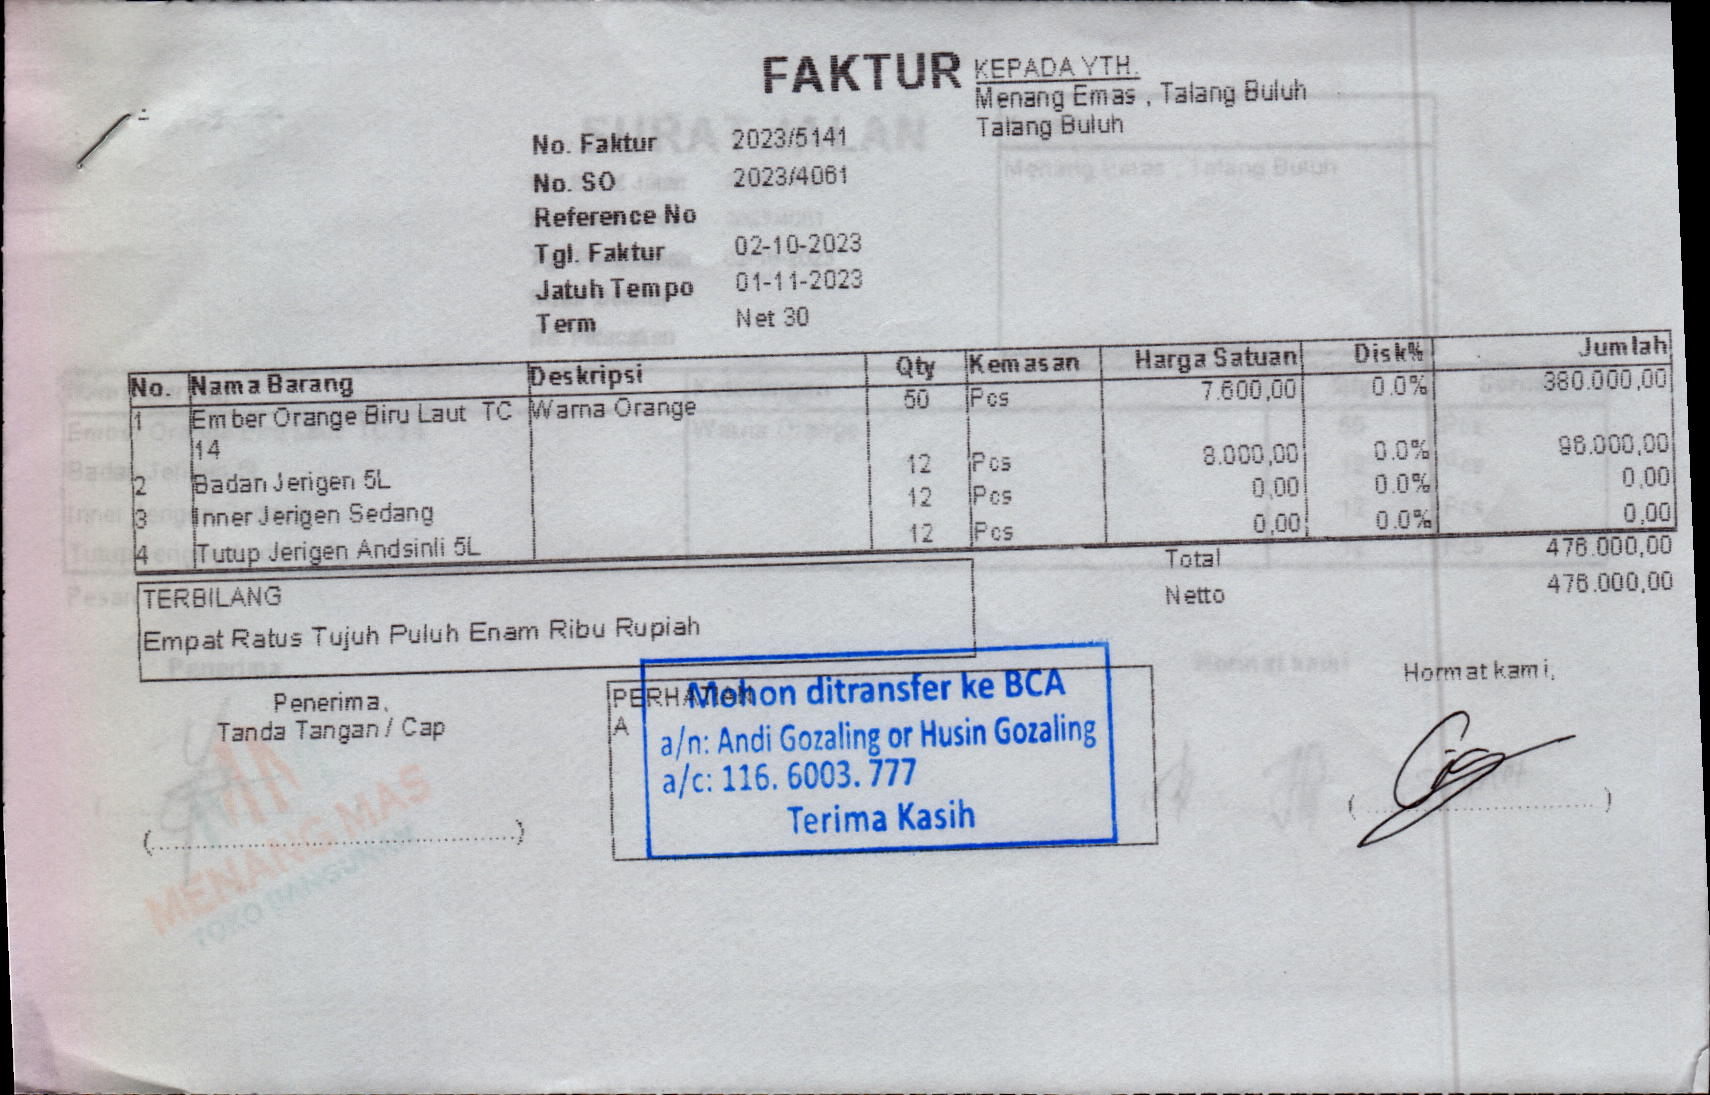 FAKTUR
KEPADA YTH.
Menang Emas , Talang Buluh
Talang Buluh
No. Faktur 2023/5141
No. SO 2023/4061
Reference No
Tgl. Faktur 02-10-2023
Jatuh Tempo 01-11-2023
Term Net 30
No. Nama Barang Deskripsi Qty Kemasan Harga Satuan Disk% Jumlah
1 Ember Orange Biru Laut TC Warna Orange 50 Pcs 7.600,00 0.0% 380.000,00
14
2 Badan Jerigen 5L 12 Pcs 8.000,00 0.0% 96.000,00
3 Inner Jerigen Sedang 12 Pcs 0,00 0.0% 0,00
4 Tutup Jerigen Andsinli 5L 12 Pcs 0,00 0.0% 0,00
Total 476.000,00
Netto 476.000,00
TERBILANG
Empat Ratus Tujuh Puluh Enam Ribu Rupiah
Penerima,
Tanda Tangan / Cap
PERHATIAN
A
Mohon ditransfer ke BCA
a/n: Andi Gozaling or Husin Gozaling
a/c: 116. 6003. 777
Terima Kasih
Hormat kami,
MENANG MAS
TOKO BANGUNAN